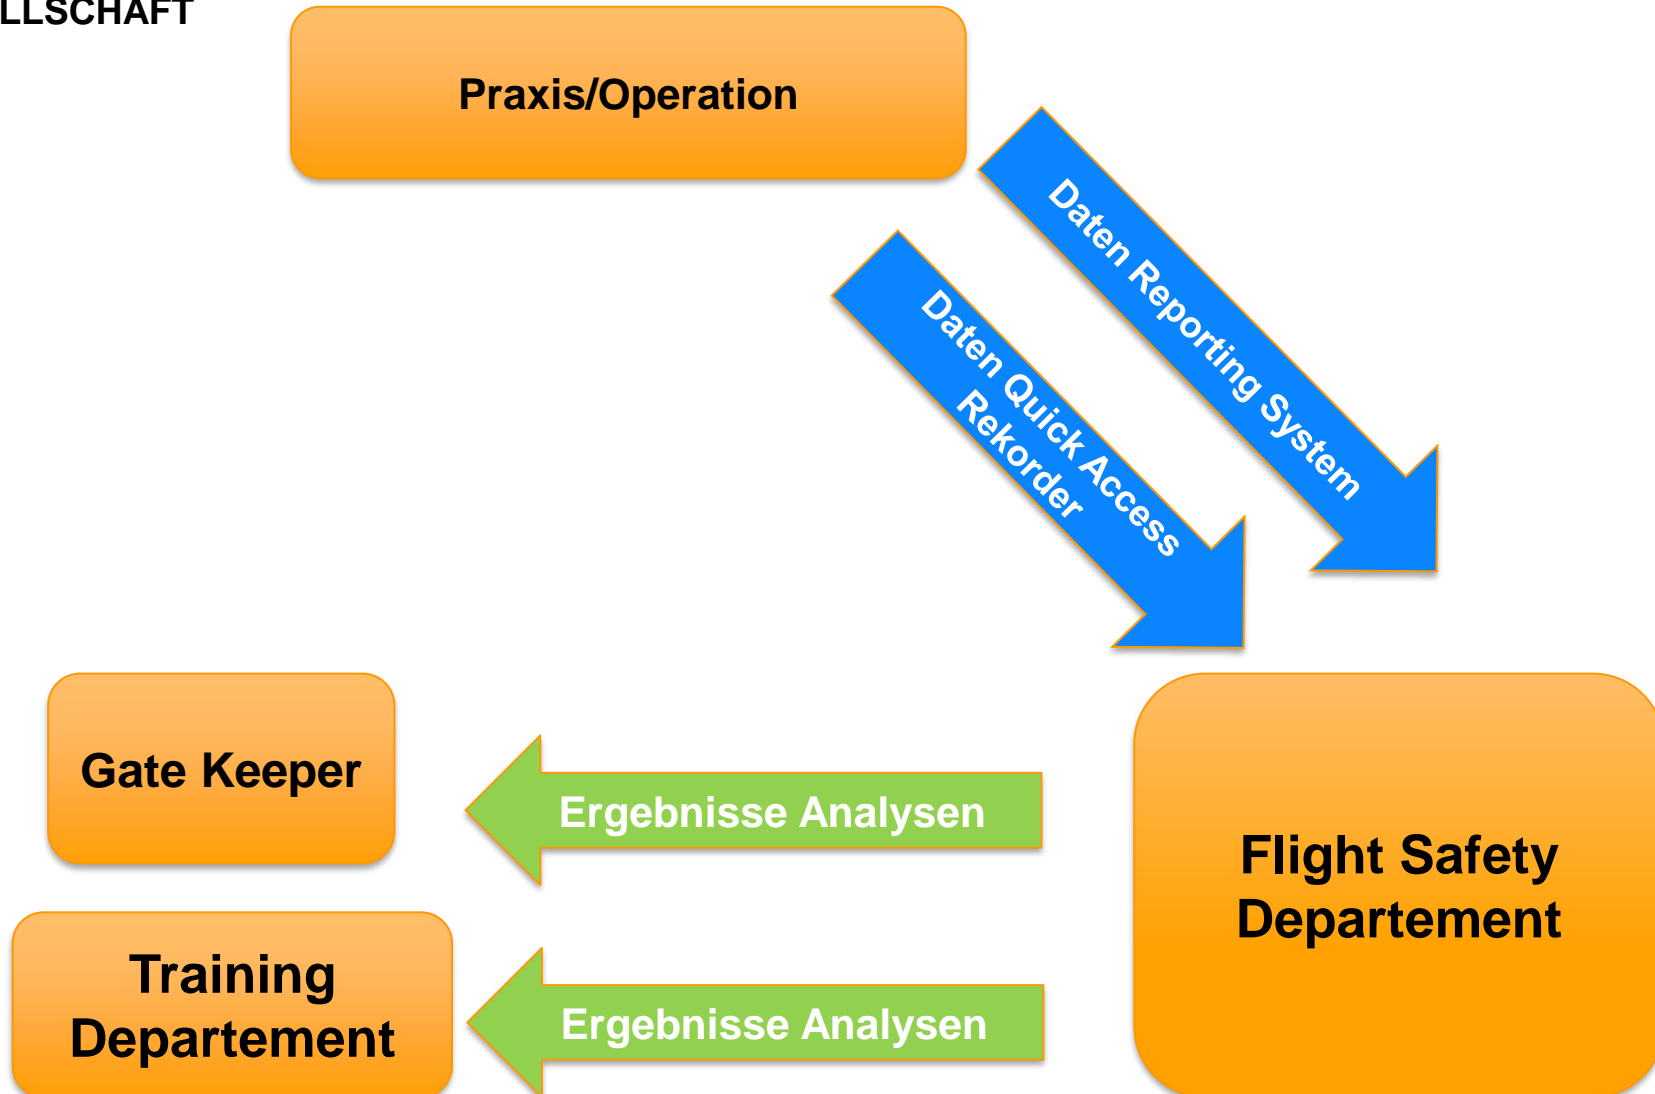 LLSCHAFT
Praxis/Operation
Daten Reporting System
Daten Quick Access
Rekorder
Gate Keeper
Ergebnisse Analysen
Flight Safety
Departement
Training
Departement
Ergebnisse Analysen